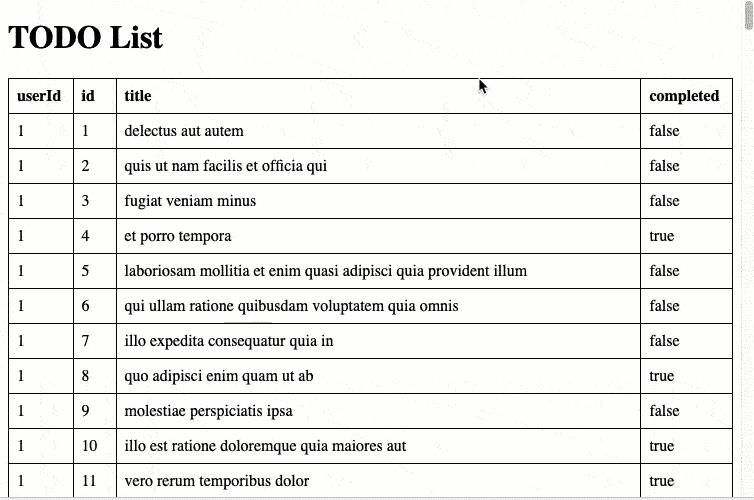 TODO List
userId id title completed
1 1 delectus aut autem false
1 2 quis ut nam facilis et officia qui false
1 3 fugiat veniam minus false
1 4 et porro tempora true
1 5 laboriosam mollitia et enim quasi adipisci quia provident illum false
1 6 qui ullam ratione quibusdam voluptatem quia omnis false
1 7 illo expedita consequatur quia in false
1 8 quo adipisci enim quam ut ab true
1 9 molestiae perspiciatis ipsa false
1 10 illo est ratione doloremque quia maiores aut true
1 11 vero rerum temporibus dolor true